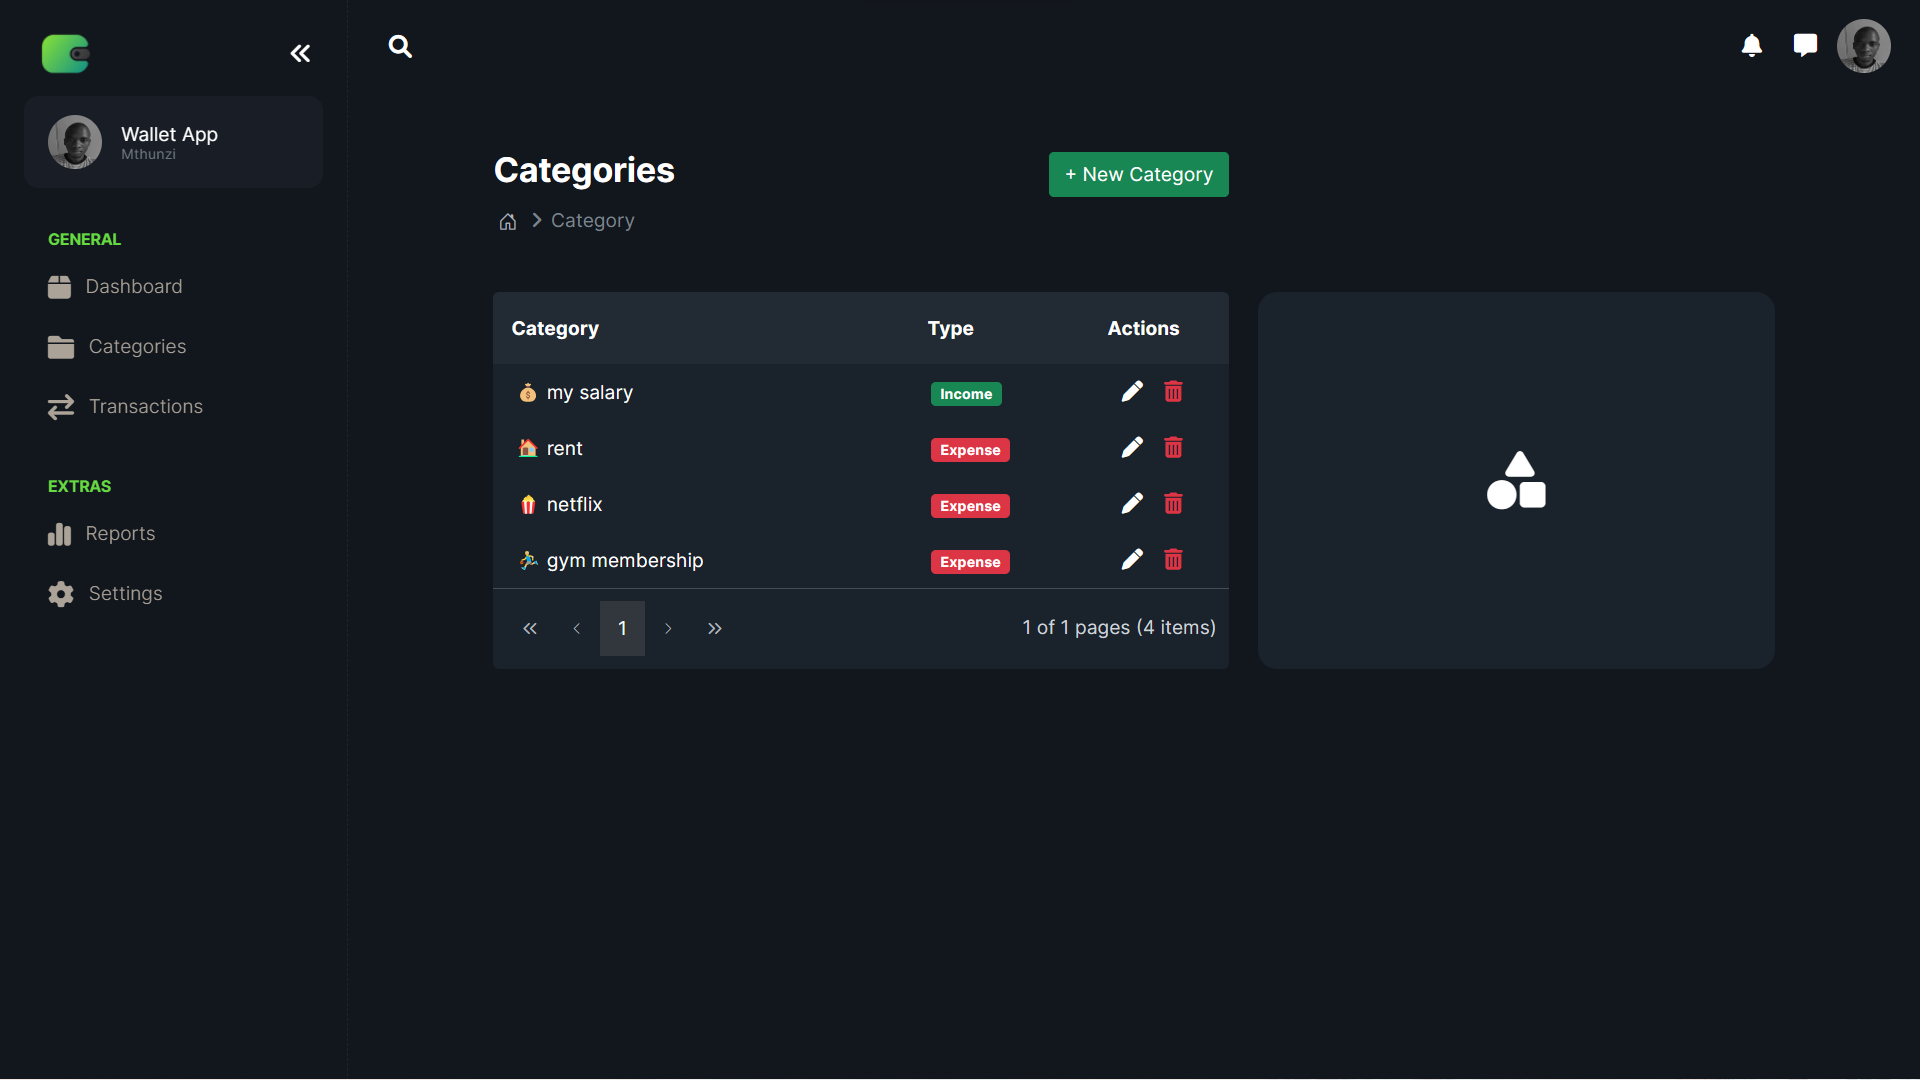 Wallet App
Mthunzi
GENERAL
Dashboard
Categories
Transactions
EXTRAS
Reports
Settings
Categories
+ New Category
Category
Category Type Actions
my salary Income
rent Expense
netflix Expense
gym membership Expense
1
1 of 1 pages (4 items)